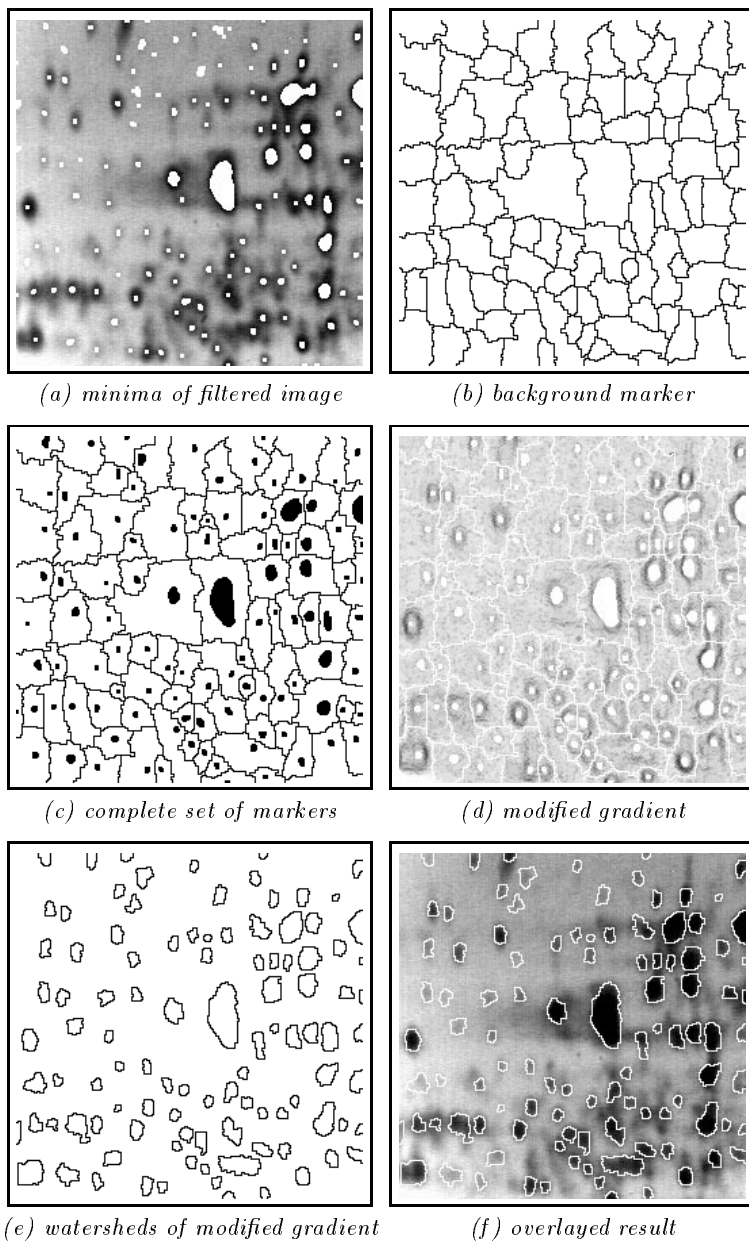 (a) minima of filtered image
(b) background marker
(c) complete set of markers
(d) modified gradient
(e) watersheds of modified gradient
(f) overlayed result